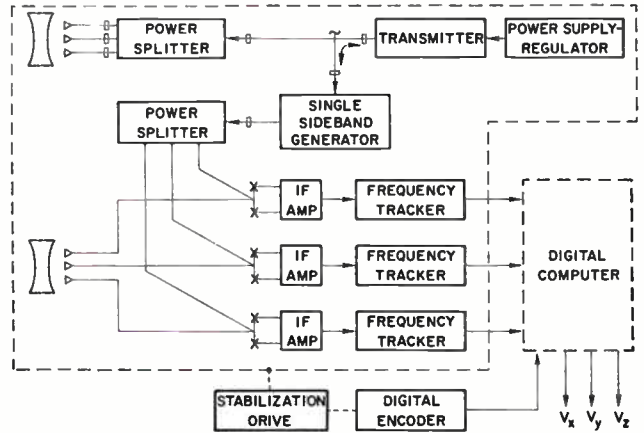 POWER
SPLITTER
TRANSMITTER
POWER SUPPLY-
REGULATOR
POWER
SPLITTER
SINGLE
SIDEBAND
GENERATOR
IF
AMP
FREQUENCY
TRACKER
IF
AMP
FREQUENCY
TRACKER
DIGITAL
COMPUTER
IF
AMP
FREQUENCY
TRACKER
STABILIZATION
DRIVE
DIGITAL
ENCODER
Vx Vy Vz